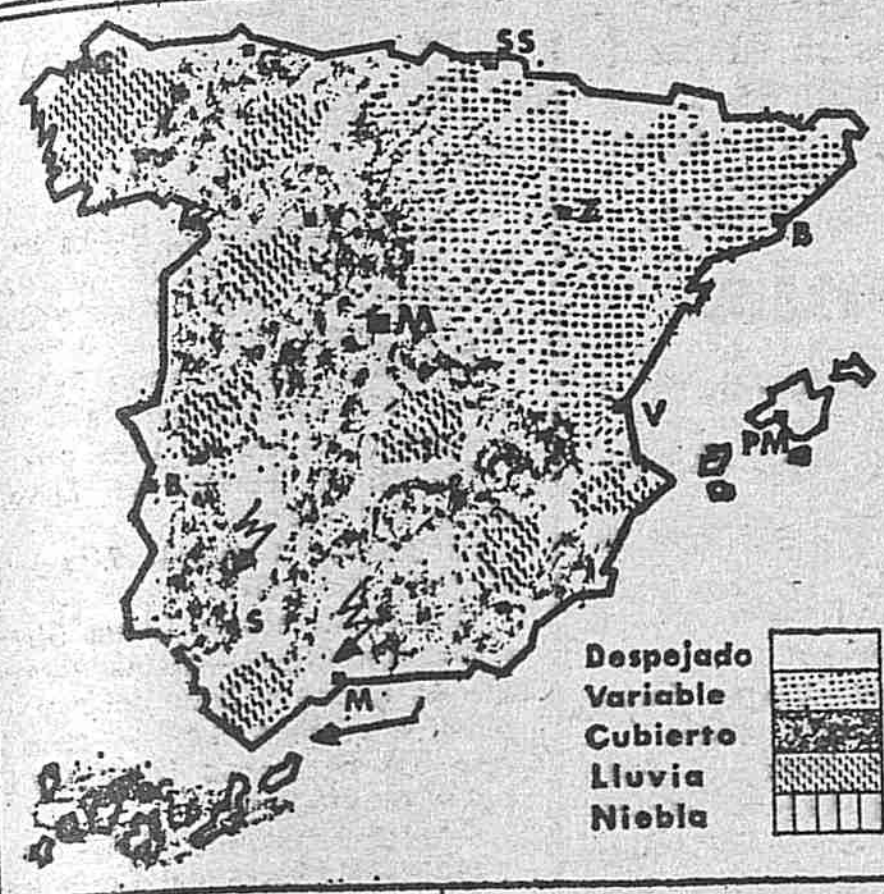 SS
C
G
V
Z
B
M
V
PM
B
S
M
Despejado
Variable
Cubierto
Lluvia
Niebla